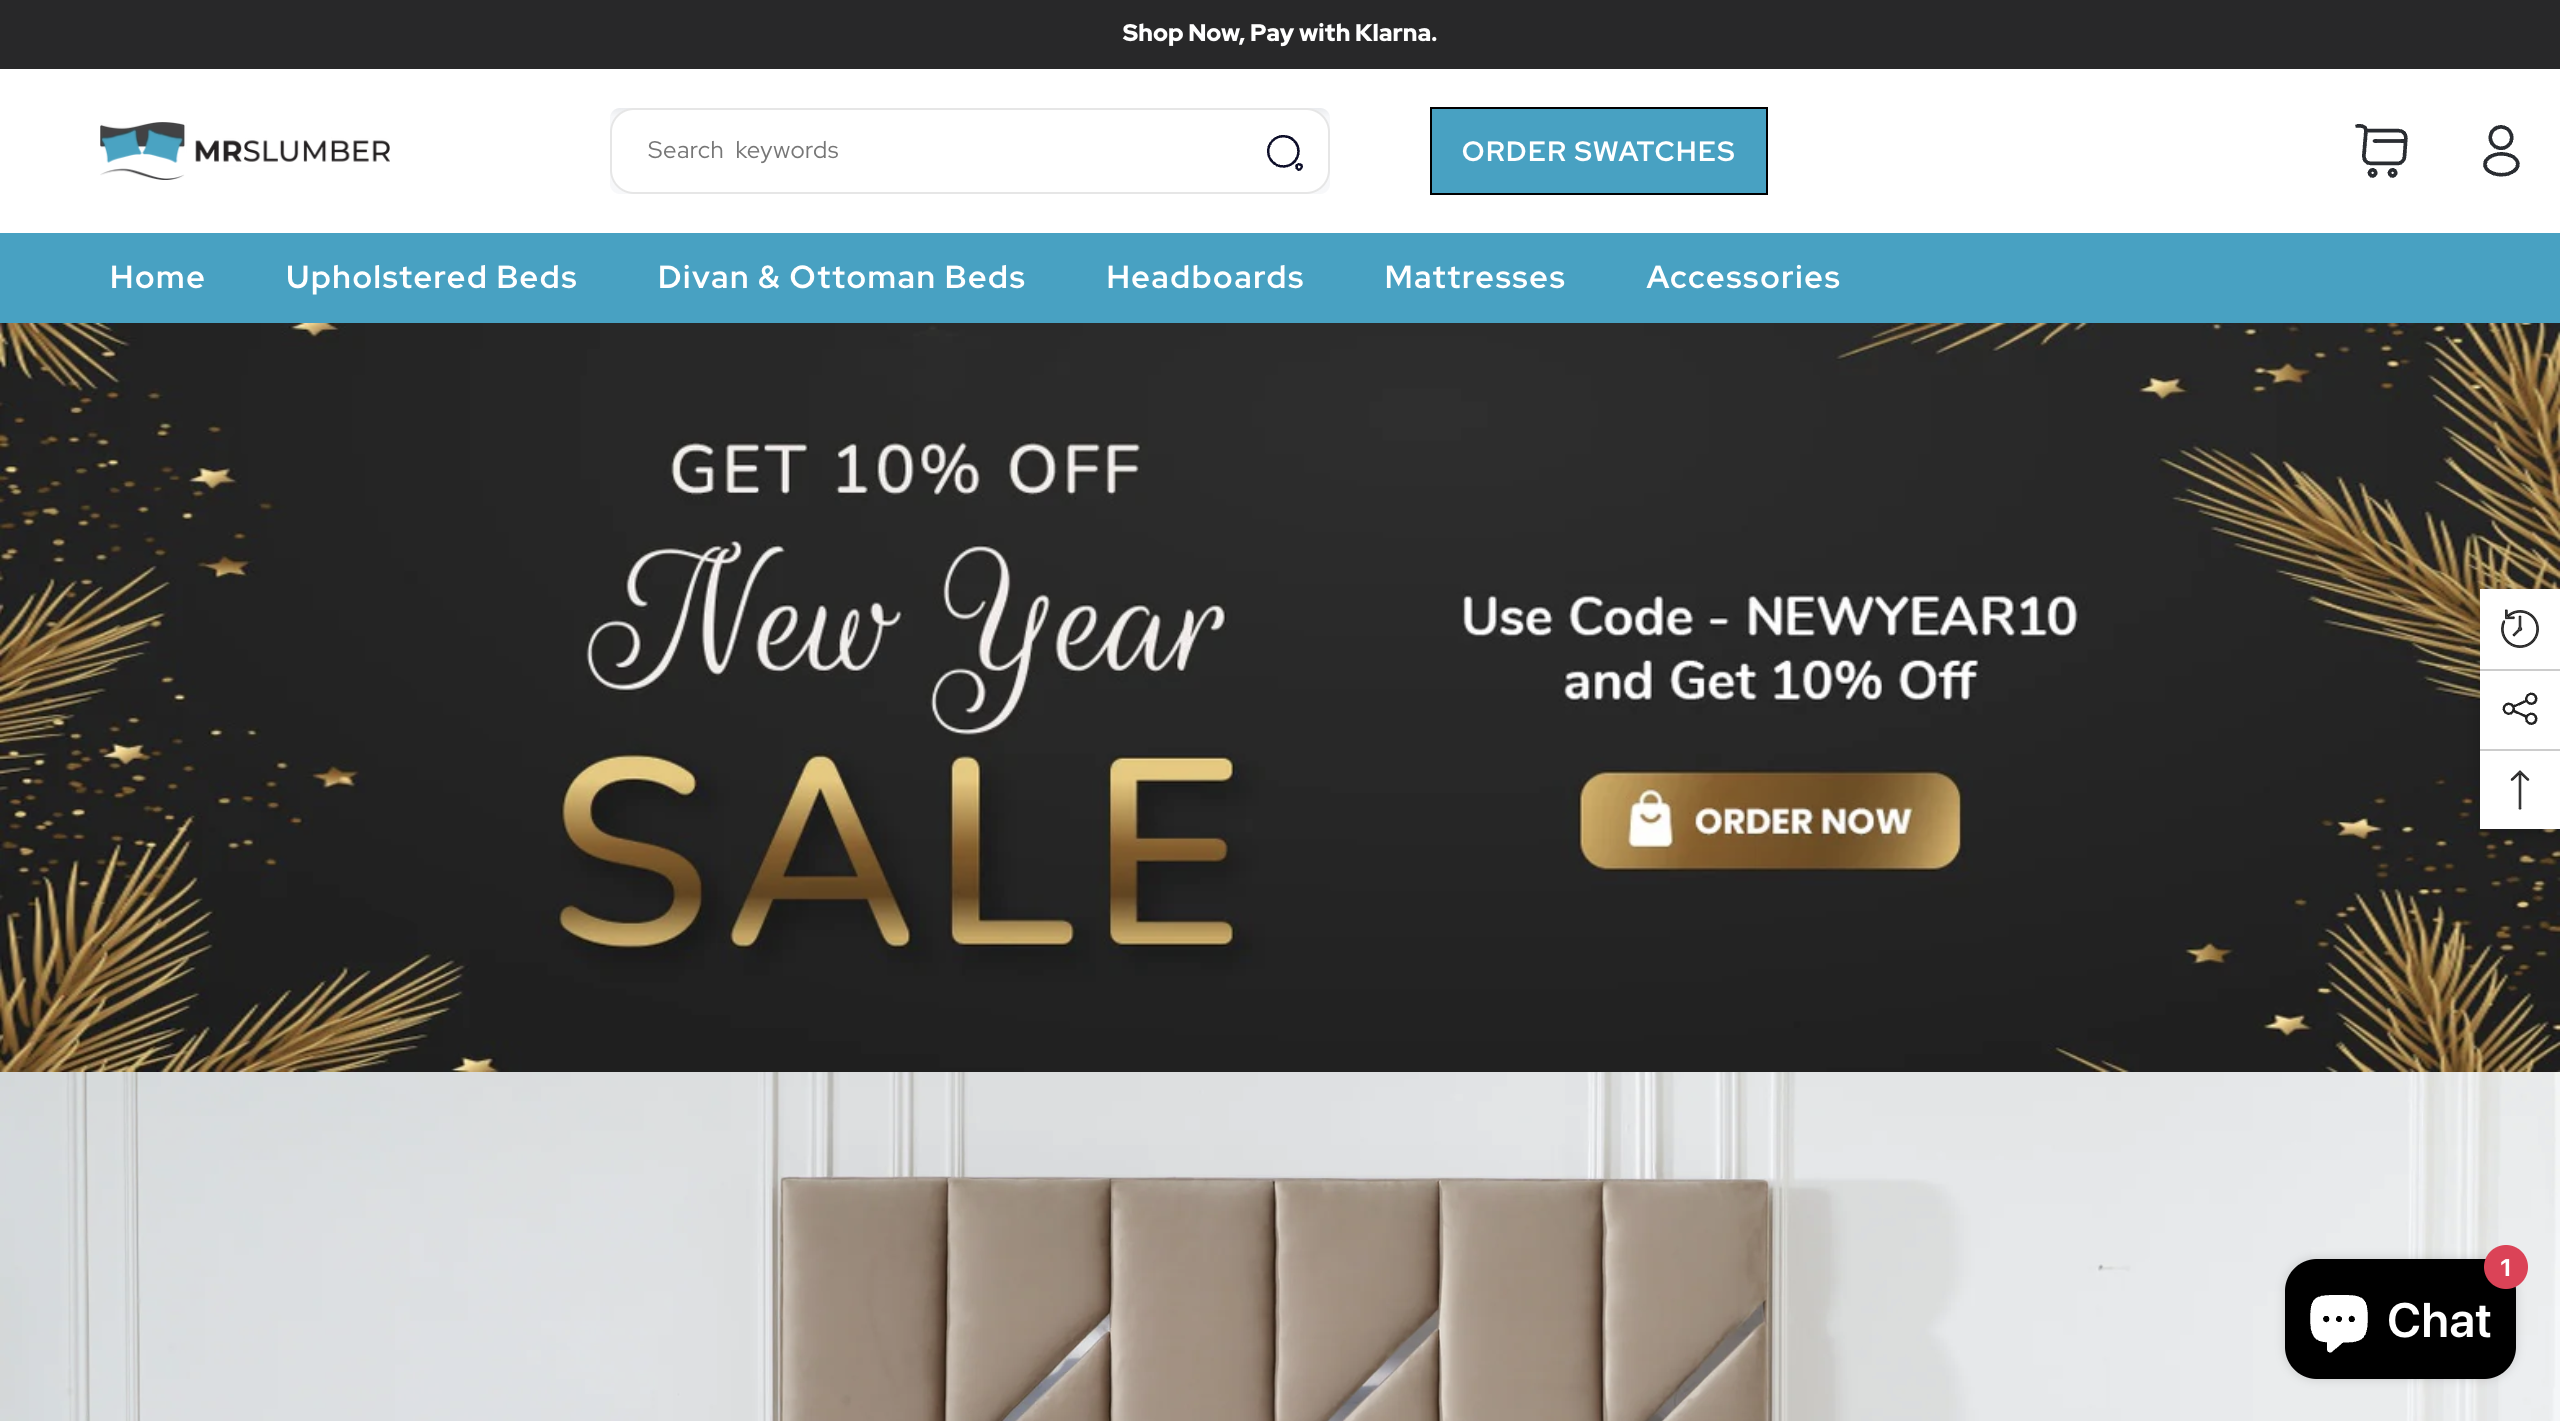 Shop Now, Pay with Klarna.
MRSLUMBER
Search keywords
ORDER SWATCHES
Home
Upholstered Beds
Divan & Ottoman Beds
Headboards
Mattresses
Accessories
GET 10% OFF
New Year
SALE
Use Code - NEWYEAR10
and Get 10% Off
ORDER NOW
1
Chat